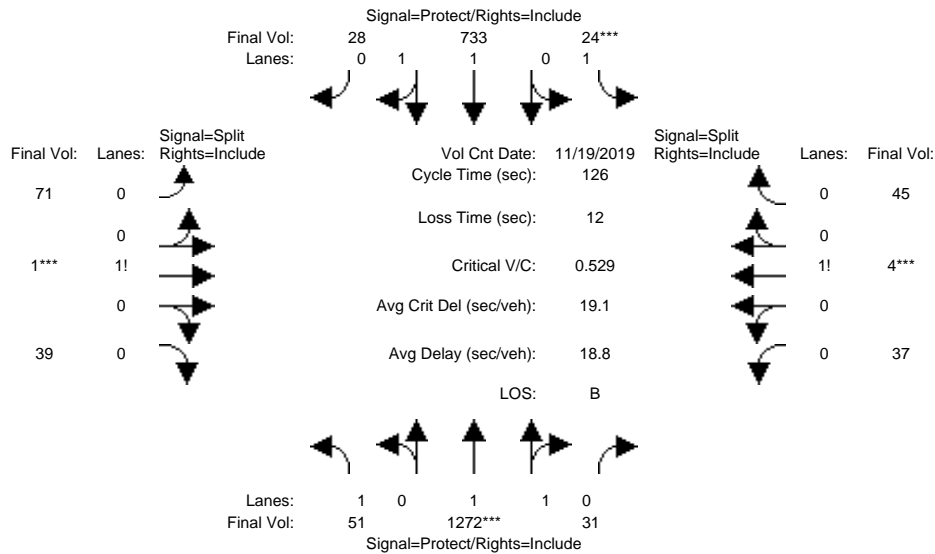 Signal=Protect/Rights=Include
Final Vol: 28 733 24***
Lanes: 0 1 1 0 1
Signal=Split
Final Vol: Lanes: Rights=Include
Vol Cnt Date: 11/19/2019
Signal=Split
Rights=Include Lanes: Final Vol:
Cycle Time (sec): 126
71 0
0 45
Loss Time (sec): 12
0
0
1*** 1!
Critical V/C: 0.529
1! 4***
0
Avg Crit Del (sec/veh): 19.1
0
39 0
Avg Delay (sec/veh): 18.8
0 37
LOS: B
Lanes: 1 0 1 1 0
Final Vol: 51 1272*** 31
Signal=Protect/Rights=Include